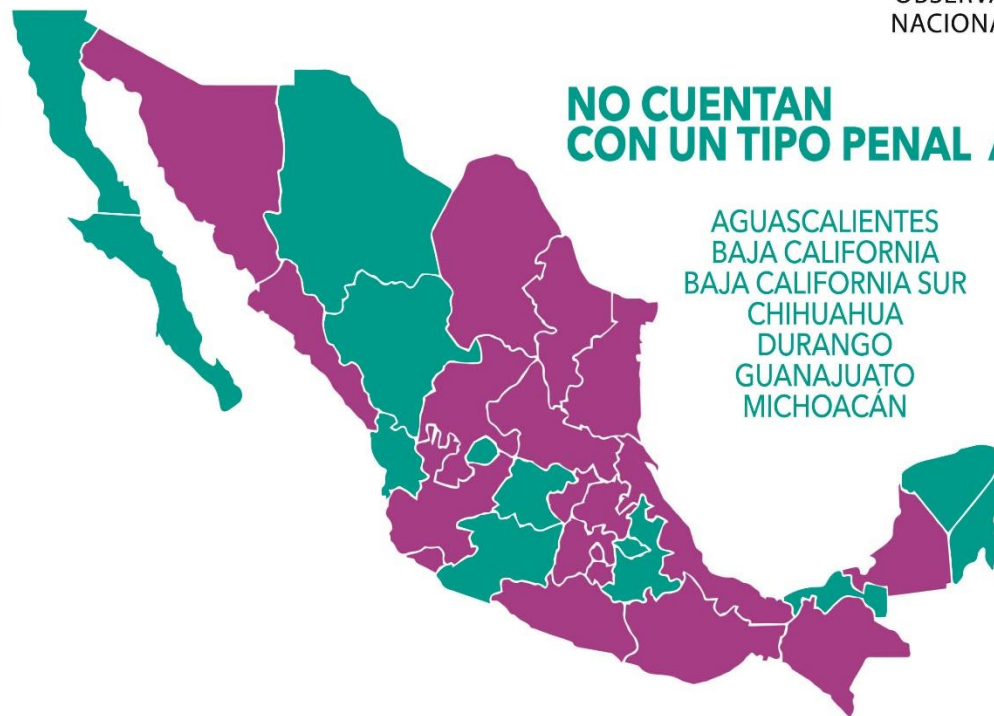 NO CUENTAN
CON UN TIPO PENAL
AGUASCALIENTES
BAJA CALIFORNIA
BAJA CALIFORNIA SUR
CHIHUAHUA
DURANGO
GUANAJUATO
MICHOACÁN